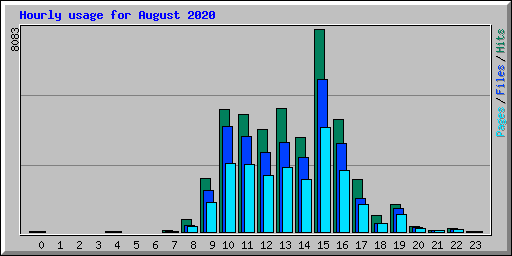 Hourly usage for August 2020
8083
Pages/Files/Hits
0 1 2 3 4 5 6 7 8 9 10 11 12 13 14 15 16 17 18 19 20 21 22 23